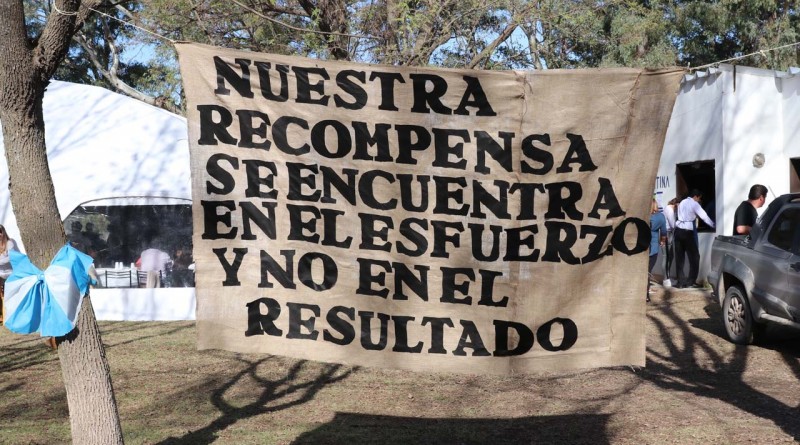 NUESTRA
RECOMPENSA
SE ENCUENTRA
EN EL ESFUERZO
Y NO EN EL
RESULTADO